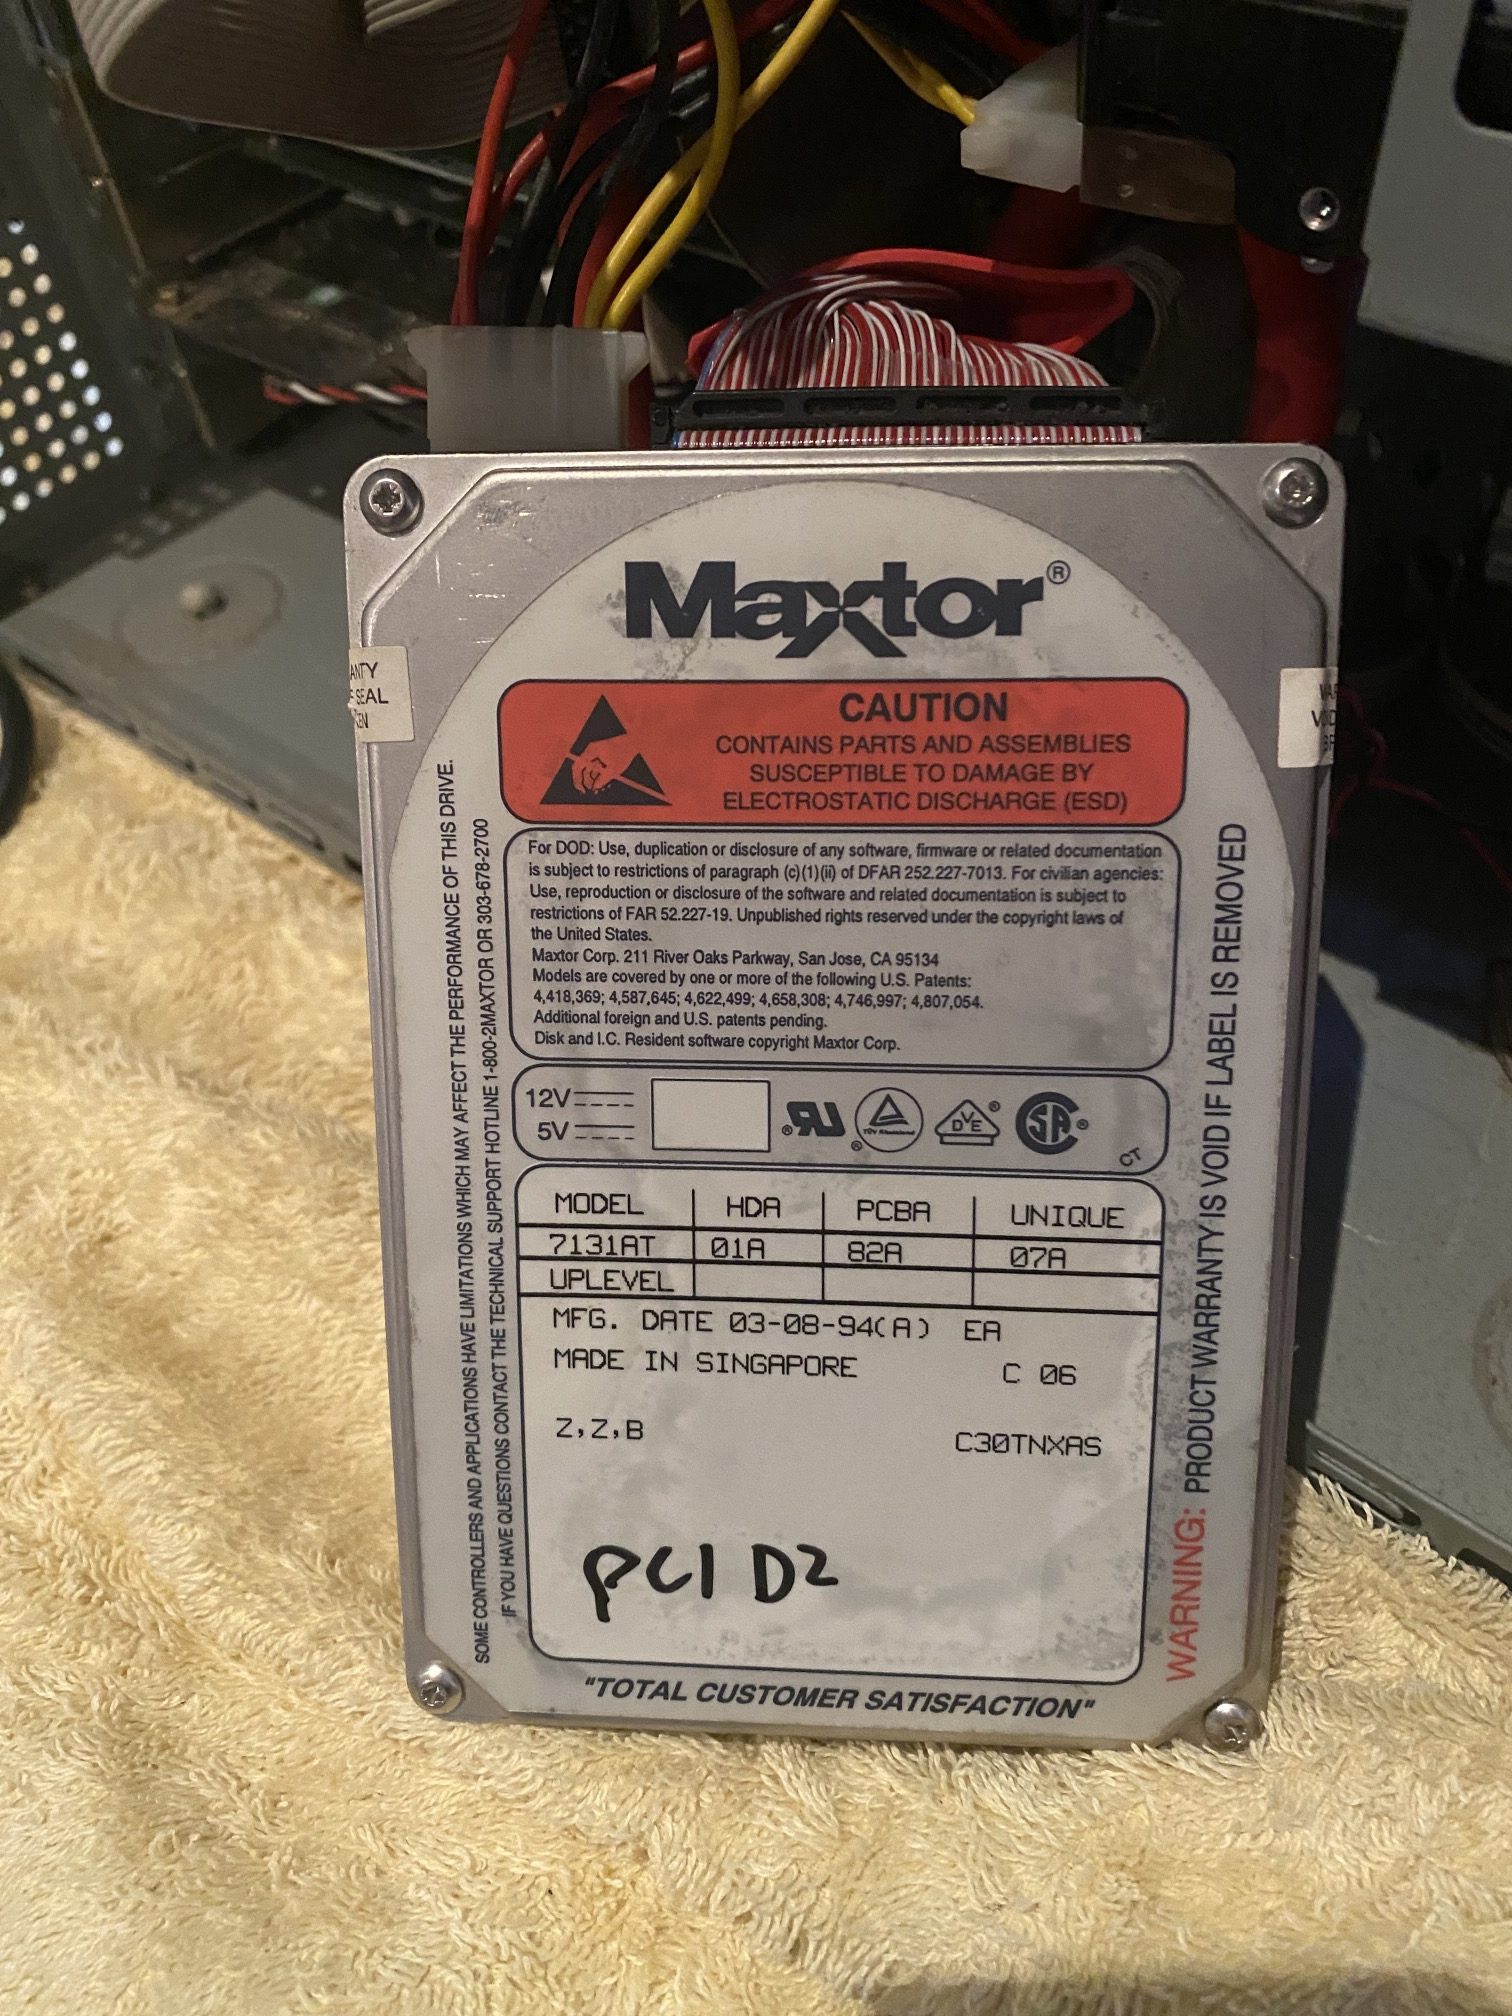 Maxtor®
ANTY
SEAL
CAUTION
CONTAINS PARTS AND ASSEMBLIES
SUSCEPTIBLE TO DAMAGE BY
ELECTROSTATIC DISCHARGE (ESD)
For DOD: Use, duplication or disclosure of any software, firmware or related documentation
is subject to restrictions of paragraph (c)(1)(ii) of DFAR 252.227-7013. For civilian agencies:
Use, reproduction or disclosure of the software and related documentation is subject to
restrictions of FAR 52.227-19. Unpublished rights reserved under the copyright laws of
the United States.
Maxtor Corp. 211 River Oaks Parkway, San Jose, CA 95134
Models are covered by one or more of the following U.S. Patents:
4,418,369; 4,587,645; 4,622,499; 4,658,308; 4,746,997; 4,807,054.
Additional foreign and U.S. patents pending.
Disk and I.C. Resident software copyright Maxtor Corp.
12V
5V
CT
MODEL HDA PCBA UNIQUE
7131AT 01A 82A 07A
UPLEVEL
MFG. DATE 03-08-94(A) EA
MADE IN SINGAPORE C 06
Z,Z,B C30TNXAS
PC1 D2
"TOTAL CUSTOMER SATISFACTION"
SOME CONTROLLERS AND APPLICATIONS HAVE LIMITATIONS WHICH MAY AFFECT THE PERFORMANCE OF THIS DRIVE.
IF YOU HAVE QUESTIONS CONTACT THE TECHNICAL SUPPORT HOTLINE 1-800-2MAXTOR OR 303-678-2700
WARNING: PRODUCT WARRANTY IS VOID IF LABEL IS REMOVED